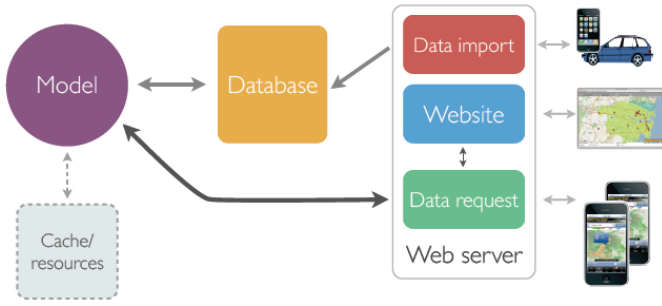 Model
Database
Data import
Website
Data request
Web server
Cache/
resources